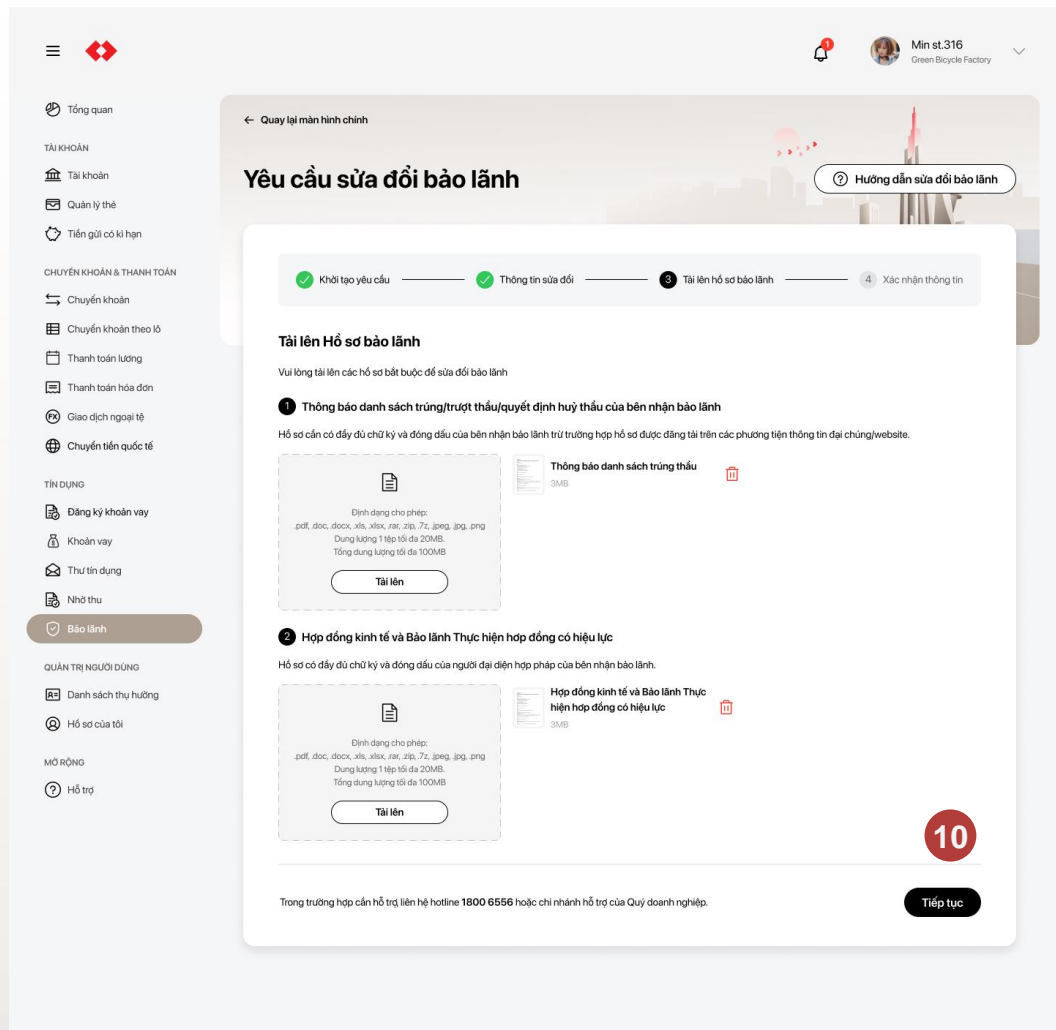 1
Min st.316
Green Bicycle Factory
Tổng quan
TÀI KHOẢN
Tài khoản
Quản lý thẻ
Tiền gửi có kì hạn
CHUYỂN KHOẢN & THANH TOÁN
Chuyển khoản
Chuyển khoản theo lô
Thanh toán lương
Thanh toán hóa đơn
FX Giao dịch ngoại tệ
Chuyển tiền quốc tế
TÍN DỤNG
Đăng ký khoản vay
Khoản vay
Thư tín dụng
Nhờ thu
Bảo lãnh
QUẢN TRỊ NGƯỜI DÙNG
Danh sách thụ hưởng
Hồ sơ của tôi
MỞ RỘNG
? Hỗ trợ
← Quay lại màn hình chính
Yêu cầu sửa đổi bảo lãnh
? Hướng dẫn sửa đổi bảo lãnh
Khởi tạo yêu cầu
Thông tin sửa đổi
3 Tải lên hồ sơ bảo lãnh
4 Xác nhận thông tin
Tải lên Hồ sơ bảo lãnh
Vui lòng tải lên các hồ sơ bắt buộc để sửa đổi bảo lãnh
1 Thông báo danh sách trúng/trượt thầu/quyết định huỷ thầu của bên nhận bảo lãnh
Hồ sơ cần có đầy đủ chữ ký và đóng dấu của bên nhận bảo lãnh trừ trường hợp hồ sơ được đăng tải trên các phương tiện thông tin đại chúng/website.
Định dạng cho phép:
.pdf, .doc, .docx, .xls, .xlsx, .rar, .zip, .7z, .jpeg, .jpg, .png
Dung lượng 1 tệp tối đa 20MB.
Tổng dung lượng tối đa 100MB
Tải lên
Thông báo danh sách trúng thầu
3MB
2 Hợp đồng kinh tế và Bảo lãnh Thực hiện hơp đồng có hiệu lực
Hồ sơ có đầy đủ chữ ký và đóng dấu của người đại diện hợp pháp của bên nhận bảo lãnh.
Định dạng cho phép:
.pdf, .doc, .docx, .xls, .xlsx, .rar, .zip, .7z, .jpeg, .jpg, .png
Dung lượng 1 tệp tối đa 20MB.
Tổng dung lượng tối đa 100MB
Tải lên
Hợp đồng kinh tế và Bảo lãnh Thực
hiện hơp đồng có hiệu lực
3MB
10
Trong trường hợp cần hỗ trợ, liên hệ hotline 1800 6556 hoặc chi nhánh hỗ trợ của Quý doanh nghiệp.
Tiếp tục